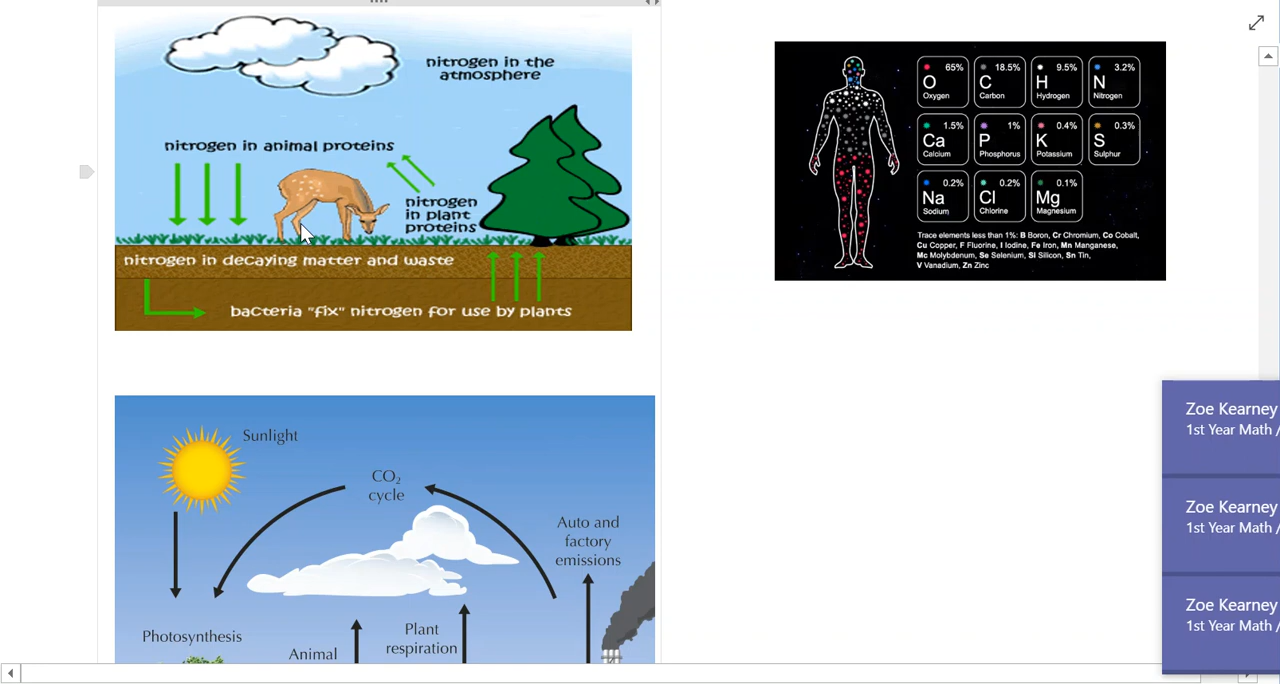 nitrogen in the
atmosphere
nitrogen in animal proteins
nitrogen
in plant
proteins
nitrogen in decaying matter and waste
bacteria "fix" nitrogen for use by plants
65%
O
Oxygen
18.5%
C
Carbon
9.5%
H
Hydrogen
3.2%
N
Nitrogen
1.5%
Ca
Calcium
1%
P
Phosphorus
0.4%
K
Potassium
0.3%
S
Sulphur
0.2%
Na
Sodium
0.2%
Cl
Chlorine
0.1%
Mg
Magnesium
Trace elements less than 1%: B Boron, Cr Chromium, Co Cobalt,
Cu Copper, F Fluorine, I Iodine, Fe Iron, Mn Manganese,
Mc Molybdenum, Se Selenium, Si Silicon, Sn Tin,
V Vanadium, Zn Zinc
Sunlight
CO₂
cycle
Auto and
factory
emissions
Photosynthesis
Animal
Plant
respiration
Zoe Kearney
1st Year Math /
Zoe Kearney
1st Year Math /
Zoe Kearney
1st Year Math /